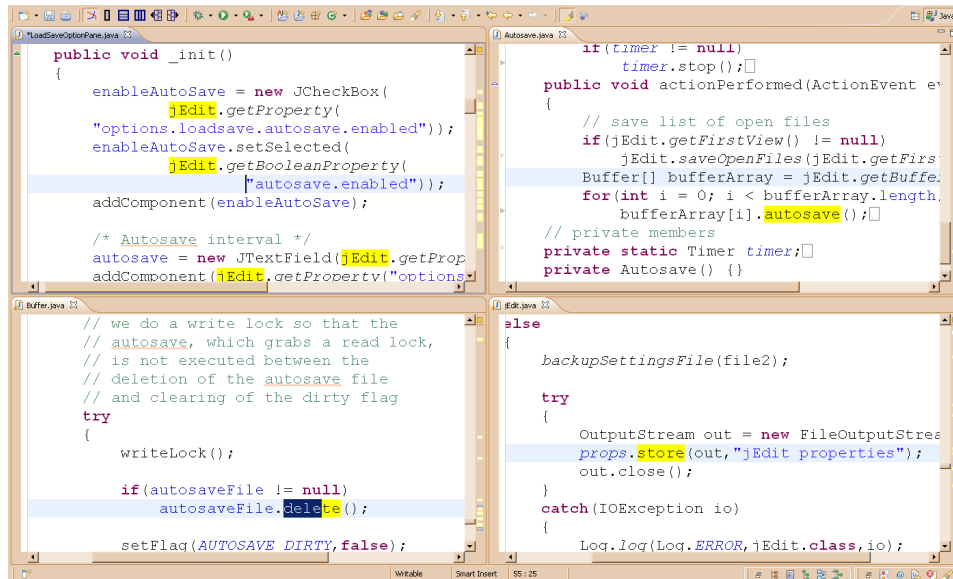 Java
*LoadSaveOptionPane.java
public void _init()
{
enableAutoSave = new JCheckBox(
jEdit.getProperty(
"options.loadsave.autosave.enabled"));
enableAutoSave.setSelected(
jEdit.getBooleanProperty(
"autosave.enabled"));
addComponent(enableAutoSave);
/* Autosave interval */
autosave = new JTextField(jEdit.getProp
addComponent(jEdit.getProperty("options
Autosave.java
if(timer != null)
timer.stop();
public void actionPerformed(ActionEvent ev
{
// save list of open files
if(jEdit.getFirstView() != null)
jEdit.saveOpenFiles(jEdit.getFirs
Buffer[] bufferArray = jEdit.getBuffe
for(int i = 0; i < bufferArray.length
bufferArray[i].autosave();
// private members
private static Timer timer;
private Autosave() {}
Buffer.java
// we do a write lock so that the
// autosave, which grabs a read lock,
// is not executed between the
// deletion of the autosave file
// and clearing of the dirty flag
try
{
writeLock();
if(autosaveFile != null)
autosaveFile.delete();
setFlag(AUTOSAVE_DIRTY,false);
jEdit.java
else
{
backupSettingsFile(file2);
try
{
OutputStream out = new FileOutputStrea
props.store(out,"jEdit properties");
out.close();
}
catch(IOException io)
{
Log.log(Log.ERROR,jEdit.class,io);
Writable
Smart Insert
55 : 25